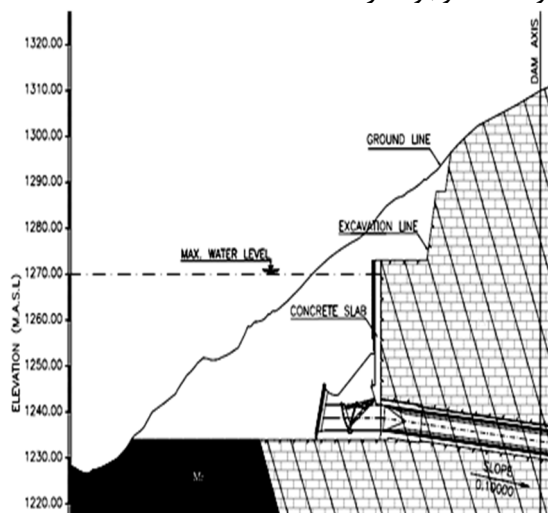 1320.00
1310.00
1300.00
1290.00
1280.00
1270.00
1260.00
1250.00
1240.00
1230.00
1220.00
ELEVATION (M.A.S.L)
DAM AXIS
GROUND LINE
EXCAVATION LINE
MAX. WATER LEVEL
CONCRETE SLAB
SLOPE
0.10000